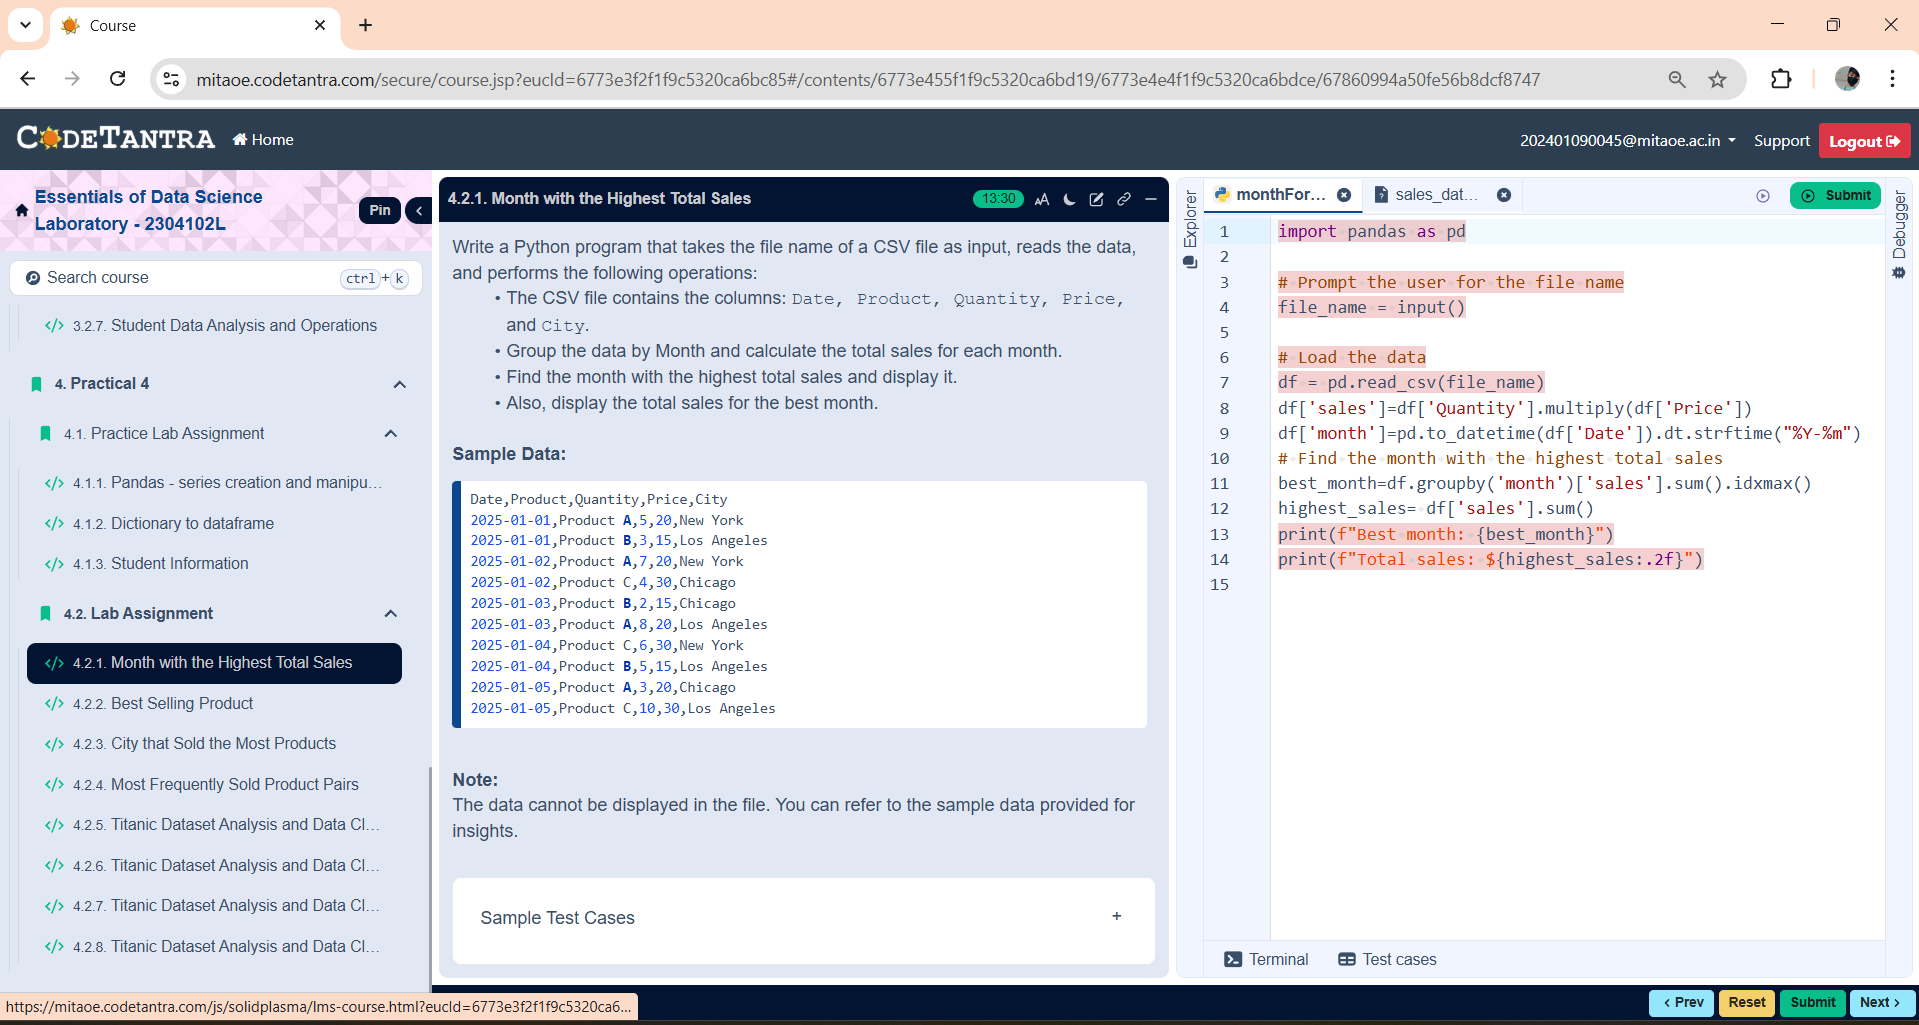 Course
mitaoe.codetantra.com/secure/course.jsp?eucId=6773e3f2f1f9c5320ca6bc85#/contents/6773e455f1f9c5320ca6bd19/6773e4e4f1f9c5320ca6bdce/67860994a50fe56b8dcf8747
CODETANTRA
Home
202401090045@mitaoe.ac.in
Support
Logout
Essentials of Data Science
Laboratory - 2304102L
Pin
Search course
ctrl + k
3.2.7. Student Data Analysis and Operations
4. Practical 4
4.1. Practice Lab Assignment
4.1.1. Pandas - series creation and manipu...
4.1.2. Dictionary to dataframe
4.1.3. Student Information
4.2. Lab Assignment
4.2.1. Month with the Highest Total Sales
4.2.2. Best Selling Product
4.2.3. City that Sold the Most Products
4.2.4. Most Frequently Sold Product Pairs
4.2.5. Titanic Dataset Analysis and Data Cl...
4.2.6. Titanic Dataset Analysis and Data Cl...
4.2.7. Titanic Dataset Analysis and Data Cl...
4.2.8. Titanic Dataset Analysis and Data Cl...
https://mitaoe.codetantra.com/js/solidplasma/lms-course.html?eucId=6773e3f2f1f9c5320ca6...
4.2.1. Month with the Highest Total Sales
13:30
AA
Write a Python program that takes the file name of a CSV file as input, reads the data,
and performs the following operations:
• The CSV file contains the columns: Date, Product, Quantity, Price,
and City.
• Group the data by Month and calculate the total sales for each month.
• Find the month with the highest total sales and display it.
• Also, display the total sales for the best month.
Sample Data:
Date,Product,Quantity,Price,City
2025-01-01,Product A,5,20,New York
2025-01-01,Product B,3,15,Los Angeles
2025-01-02,Product A,7,20,New York
2025-01-02,Product C,4,30,Chicago
2025-01-03,Product B,2,15,Chicago
2025-01-03,Product A,8,20,Los Angeles
2025-01-04,Product C,6,30,New York
2025-01-04,Product B,5,15,Los Angeles
2025-01-05,Product A,3,20,Chicago
2025-01-05,Product C,10,30,Los Angeles
Note:
The data cannot be displayed in the file. You can refer to the sample data provided for
insights.
Sample Test Cases
+
Explorer
monthFor...
sales_dat...
Submit
Debugger
1 import pandas as pd
2
3 # Prompt the user for the file name
4 file_name = input()
5
6 # Load the data
7 df = pd.read_csv(file_name)
8 df['sales']=df['Quantity'].multiply(df['Price'])
9 df['month']=pd.to_datetime(df['Date']).dt.strftime("%Y-%m")
10 # Find the month with the highest total sales
11 best_month=df.groupby('month')['sales'].sum().idxmax()
12 highest_sales= df['sales'].sum()
13 print(f"Best month: {best_month}")
14 print(f"Total sales: ${highest_sales:.2f}")
15
Terminal
Test cases
< Prev
Reset
Submit
Next >